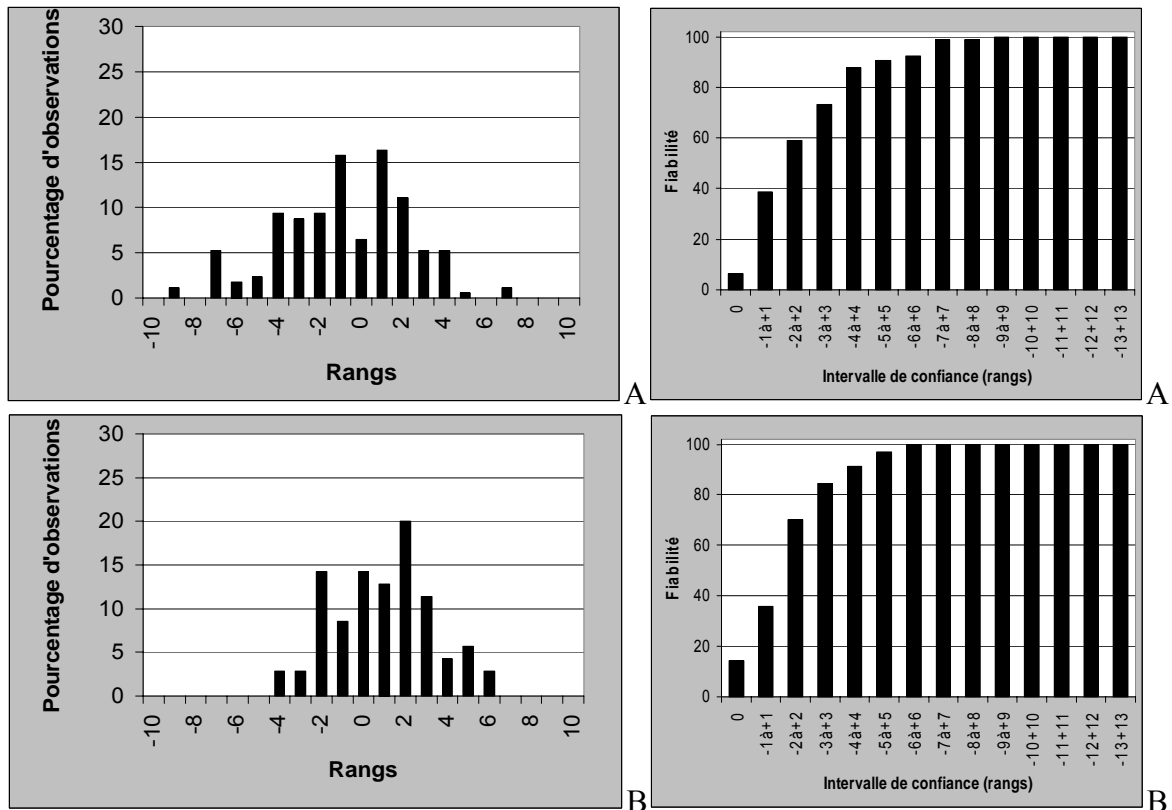 Pourcentage d'observations
30
25
20
15
10
5
0
-10
-8
-6
-4
-2
0
2
4
6
8
10
Rangs
A
Fiabilité
100
80
60
40
20
0
0
-1à+1
-2à+2
-3à+3
-4à+4
-5à+5
-6à+6
-7à+7
-8à+8
-9à+9
-10+10
-11+11
-12+12
-13+13
Intervalle de confiance (rangs)
A
Pourcentage d'observations
30
25
20
15
10
5
0
-10
-8
-6
-4
-2
0
2
4
6
8
10
Rangs
B
Fiabilité
100
80
60
40
20
0
0
-1à+1
-2à+2
-3à+3
-4à+4
-5à+5
-6à+6
-7à+7
-8à+8
-9à+9
-10+10
-11+11
-12+12
-13+13
Intervalle de confiance (rangs)
B